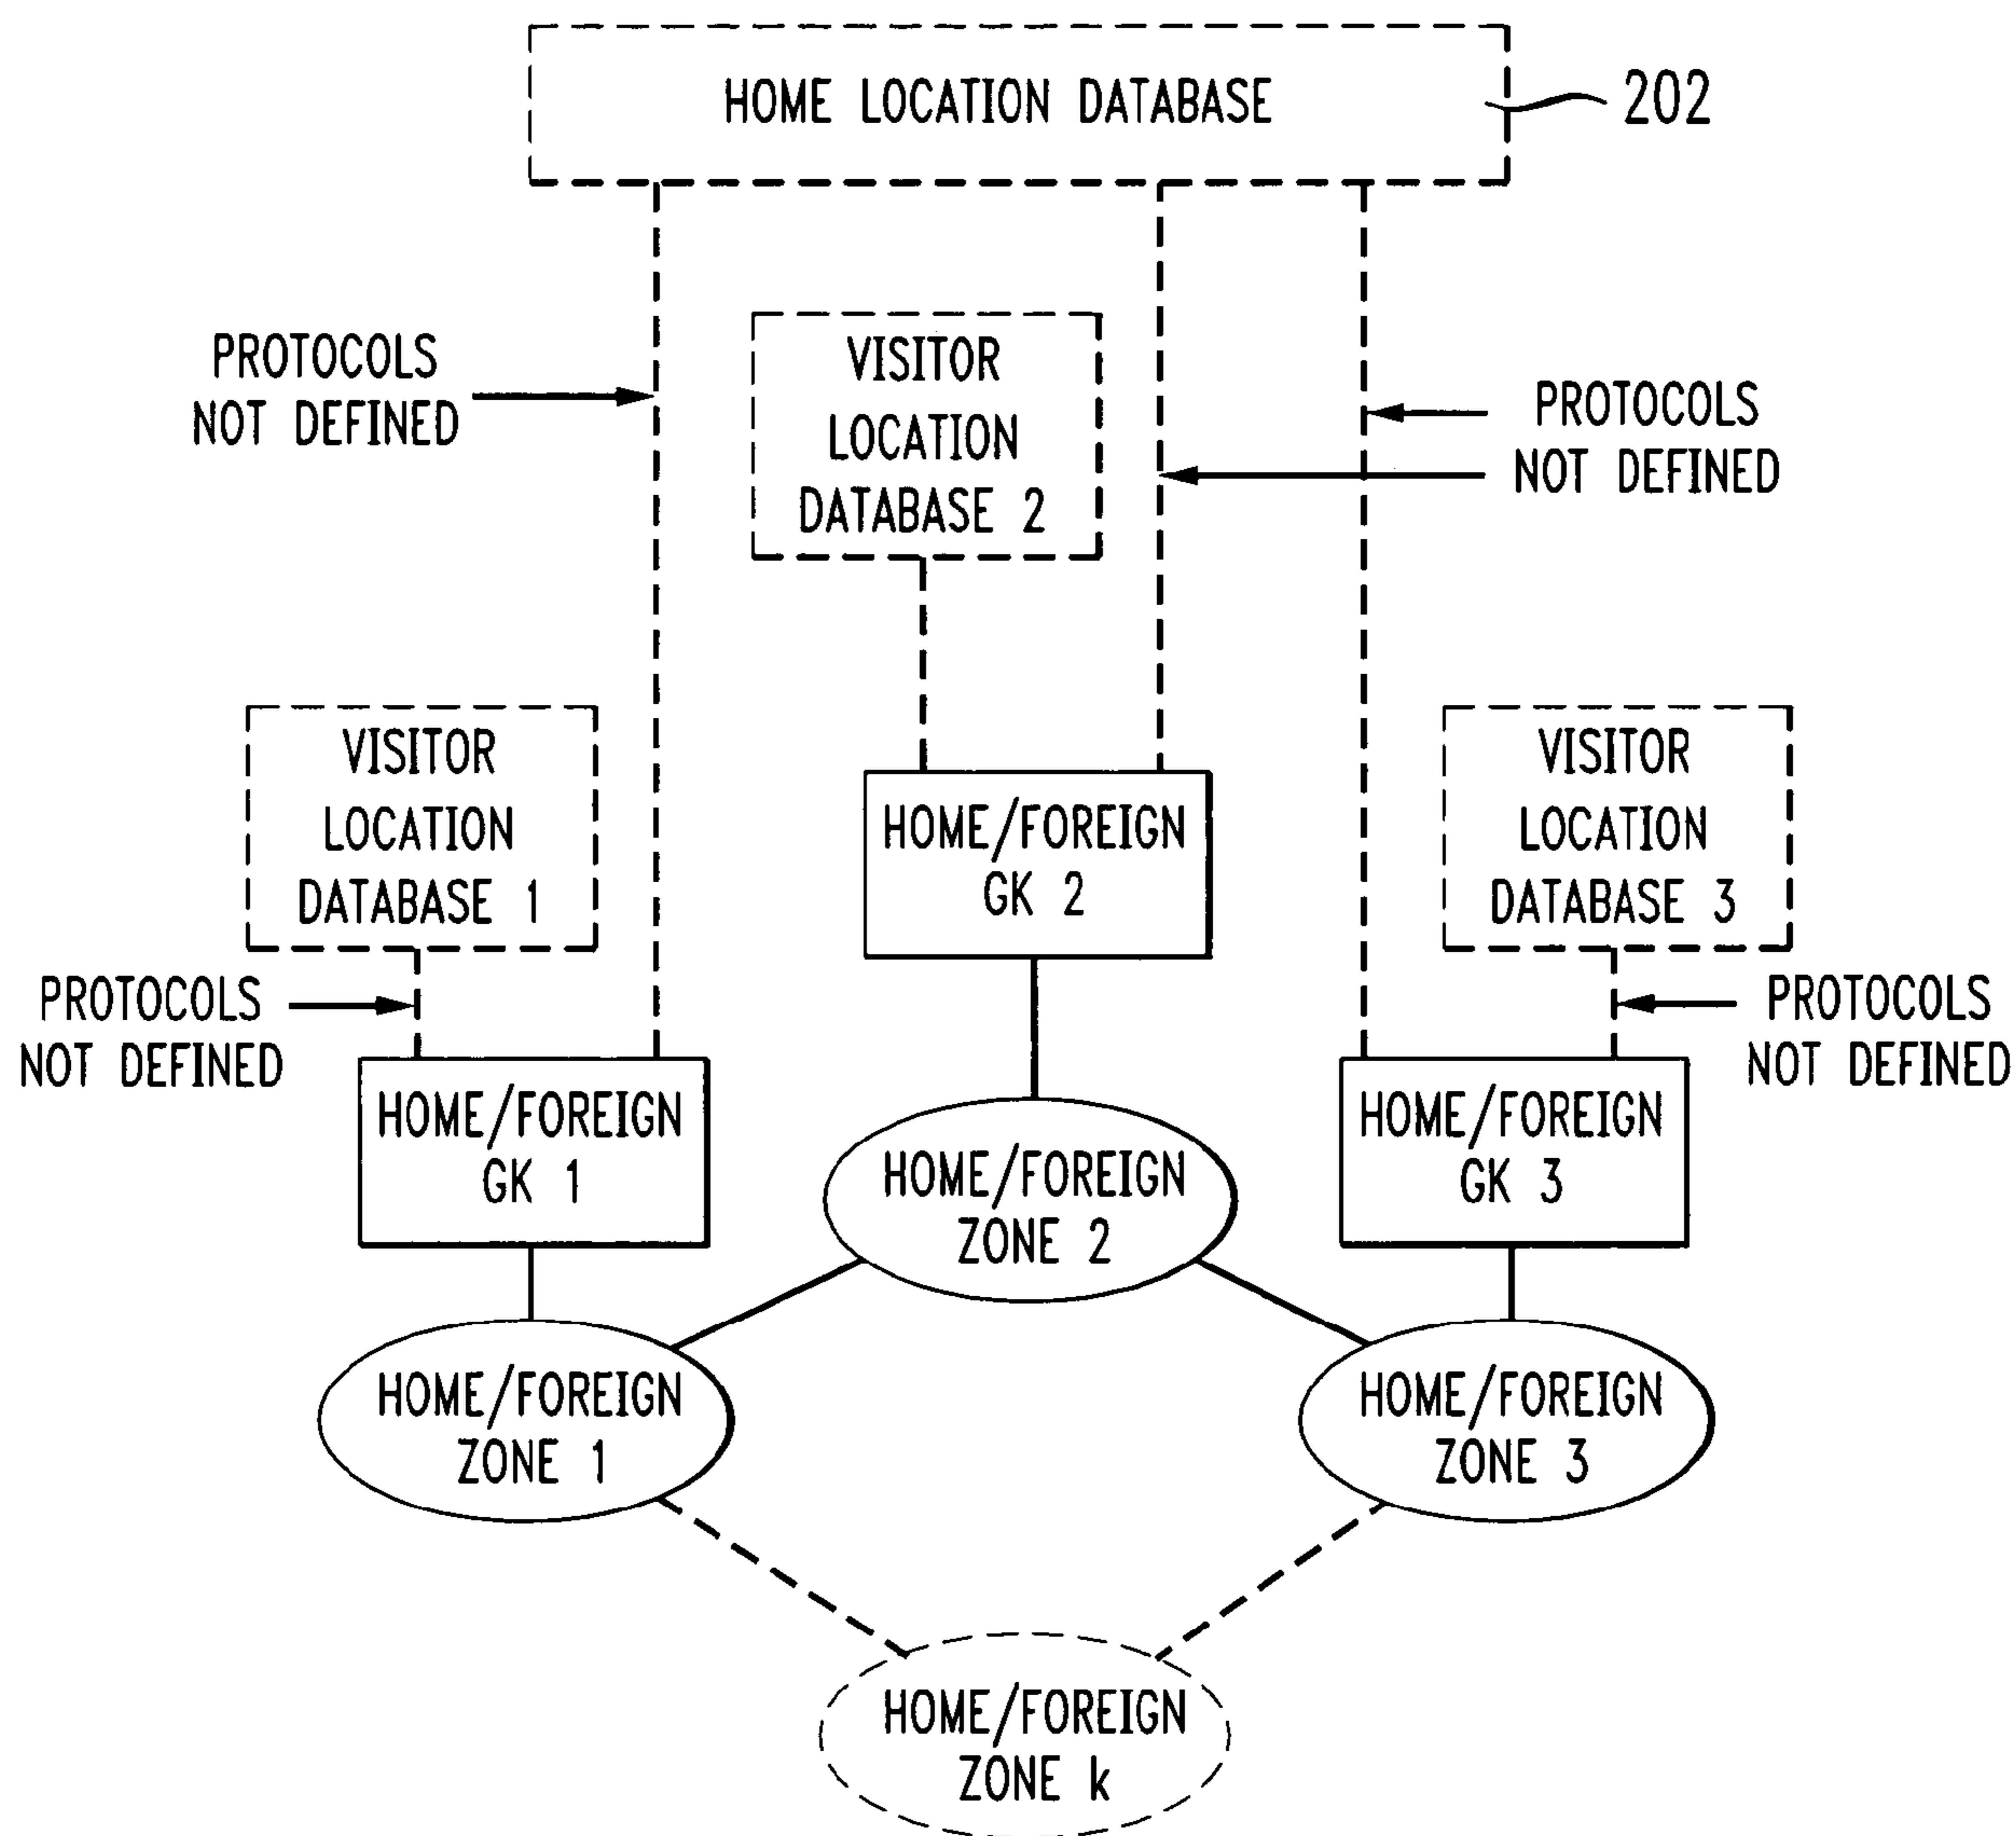 HOME LOCATION DATABASE
202
PROTOCOLS
NOT DEFINED
VISITOR
LOCATION
DATABASE 2
PROTOCOLS
NOT DEFINED
VISITOR
LOCATION
DATABASE 1
HOME/FOREIGN
GK 2
VISITOR
LOCATION
DATABASE 3
PROTOCOLS
NOT DEFINED
PROTOCOLS
NOT DEFINED
HOME/FOREIGN
GK 1
HOME/FOREIGN
ZONE 2
HOME/FOREIGN
GK 3
HOME/FOREIGN
ZONE 1
HOME/FOREIGN
ZONE 3
HOME/FOREIGN
ZONE k